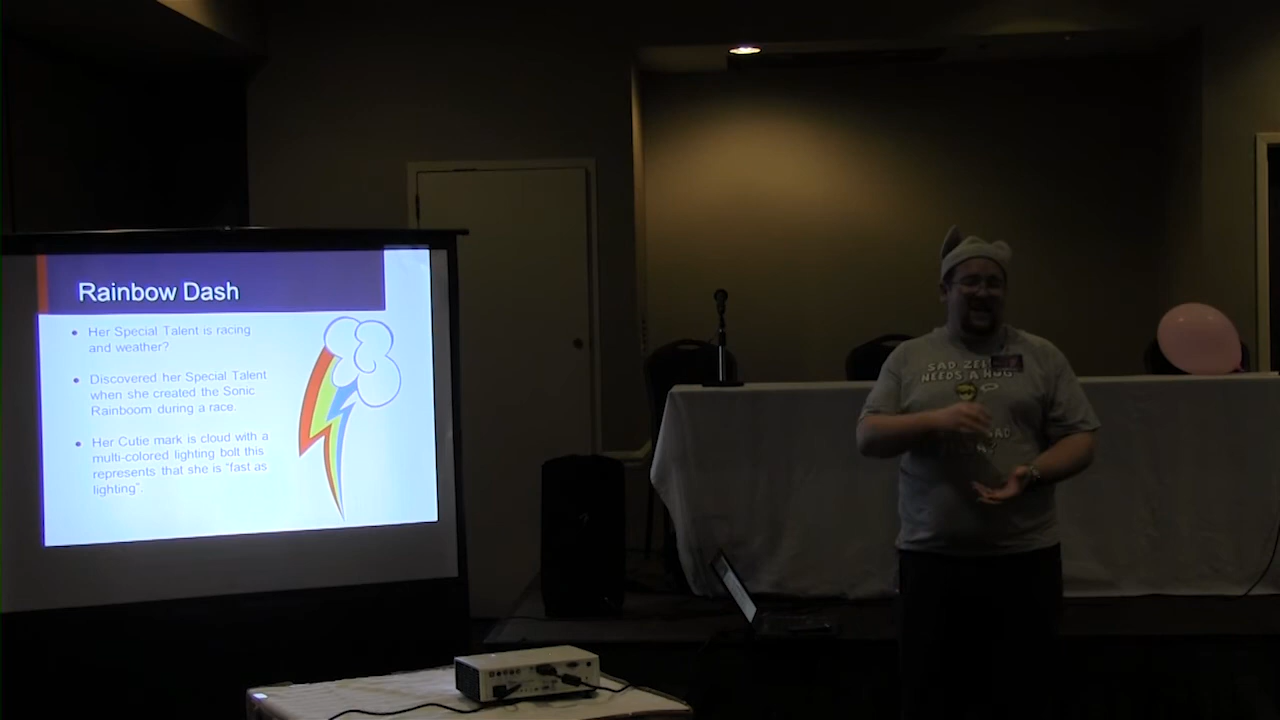 Rainbow Dash
• Her Special Talent is racing
and weather?
• Discovered her Special Talent
when she created the Sonic
Rainboom during a race.
• Her Cutie mark is cloud with a
multi-colored lighting bolt this
represents that she is "fast as
lighting".
SAD
NEEDS A HUG